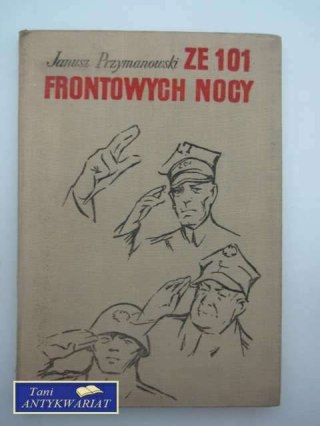 Janusz Przymanowski ZE 101
FRONTOWYCH NOCY
Tani
ANTYKWARIAT